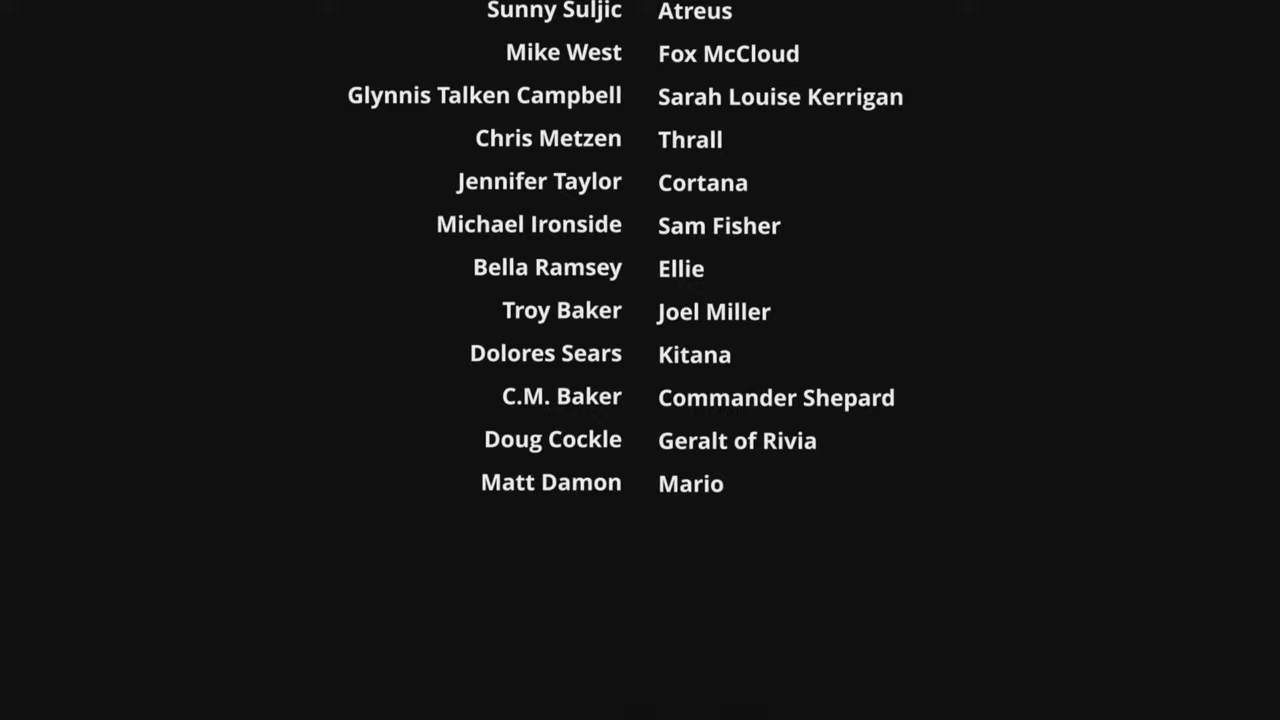 Sunny Suljic Atreus
Mike West Fox McCloud
Glynnis Talken Campbell Sarah Louise Kerrigan
Chris Metzen Thrall
Jennifer Taylor Cortana
Michael Ironside Sam Fisher
Bella Ramsey Ellie
Troy Baker Joel Miller
Dolores Sears Kitana
C.M. Baker Commander Shepard
Doug Cockle Geralt of Rivia
Matt Damon Mario